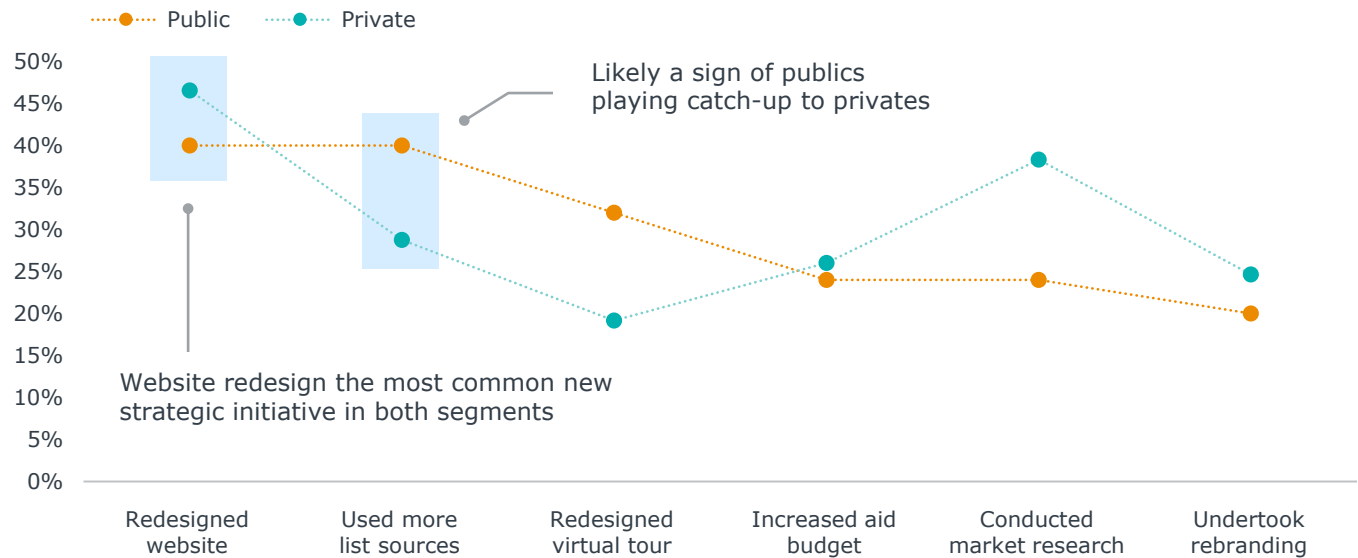 Public
Private
50%
45%
40%
35%
30%
25%
20%
15%
10%
5%
0%
Likely a sign of publics
playing catch-up to privates
Website redesign the most common new
strategic initiative in both segments
Redesigned
website
Used more
list sources
Redesigned
virtual tour
Increased aid
budget
Conducted
market research
Undertook
rebranding